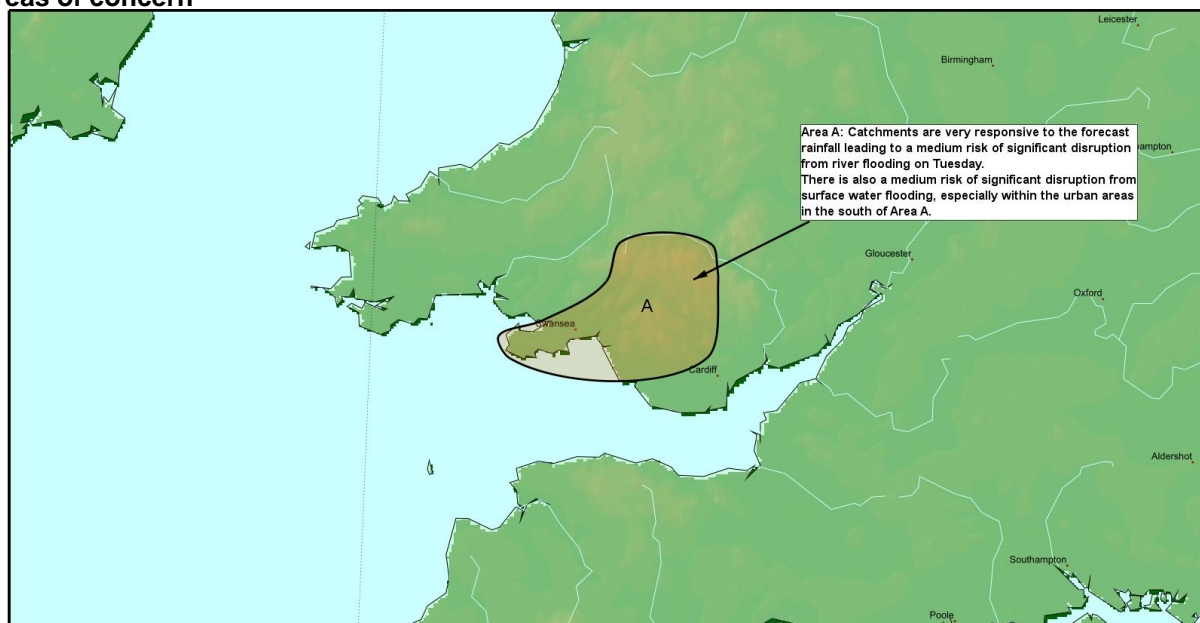 eas of concern
Leicester
Birmingham
Area A: Catchments are very responsive to the forecast
rainfall leading to a medium risk of significant disruption
from river flooding on Tuesday.
There is also a medium risk of significant disruption from
surface water flooding, especially within the urban areas
in the south of Area A.
ampton
Gloucester
Oxford
A
Swansea
Cardiff
Aldershot
Southampton
Poole